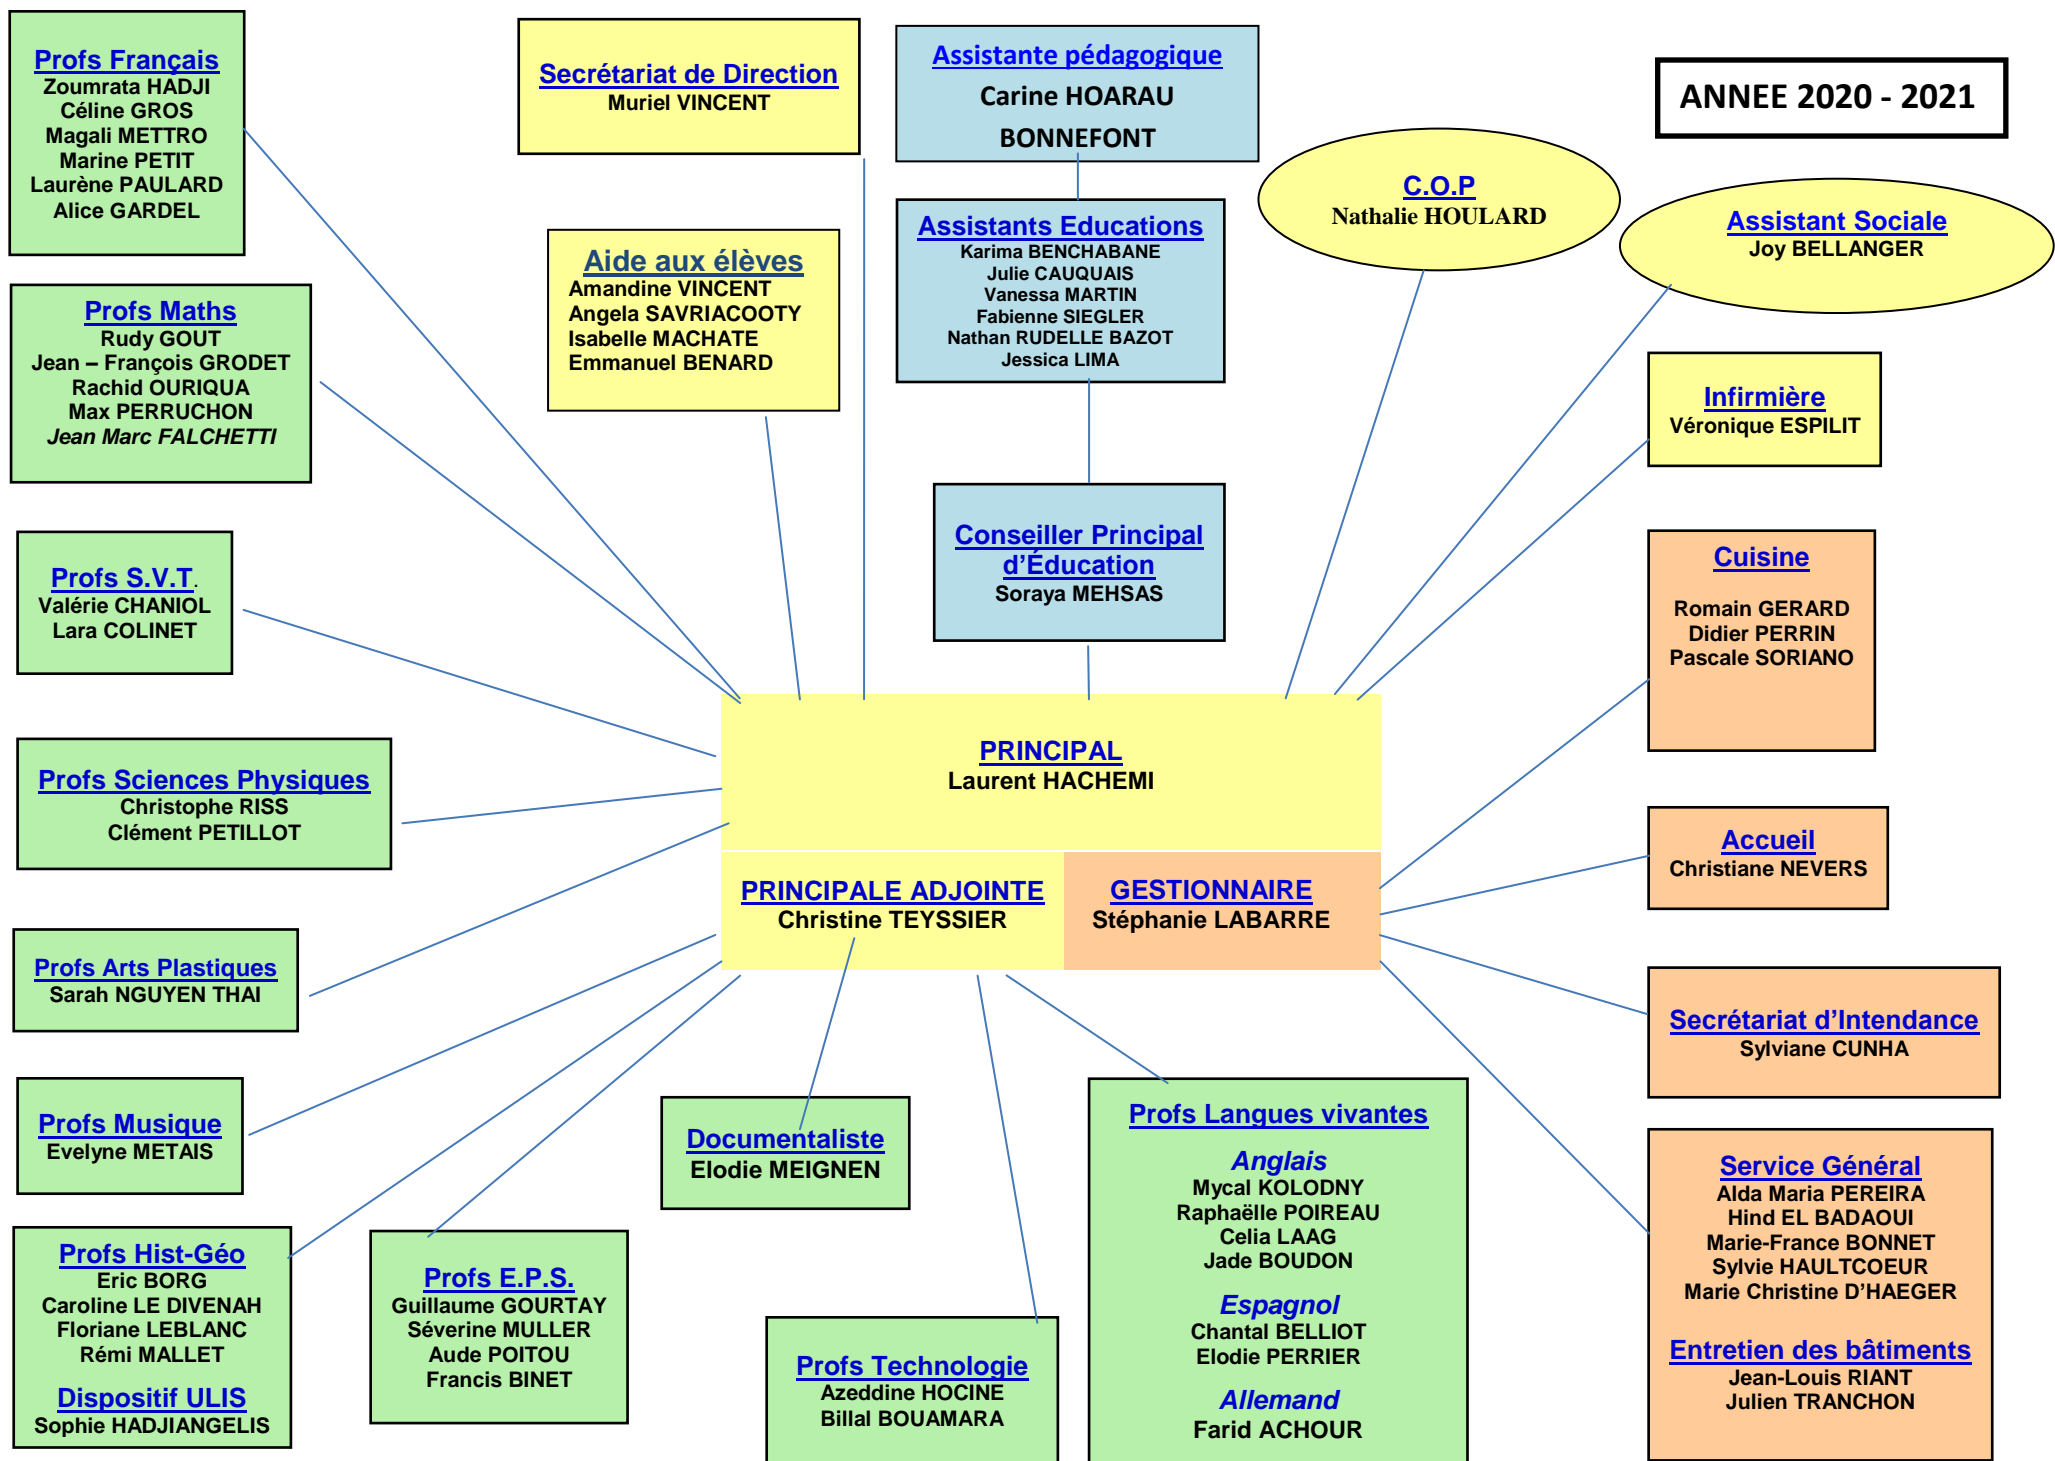 Profs Français
Zoumrata HADJI
Céline GROS
Magali METTRO
Marine PETIT
Laurène PAULARD
Alice GARDEL
Secrétariat de Direction
Muriel VINCENT
Assistante pédagogique
Carine HOARAU
BONNEFONT
ANNEE 2020 - 2021
C.O.P
Nathalie HOULARD
Assistant Sociale
Joy BELLANGER
Aide aux élèves
Amandine VINCENT
Angela SAVRIACOOTY
Isabelle MACHATE
Emmanuel BENARD
Assistants Educations
Karima BENCHABANE
Julie CAUQUAIS
Vanessa MARTIN
Fabienne SIEGLER
Nathan RUDELLE BAZOT
Jessica LIMA
Profs Maths
Rudy GOUT
Jean – François GRODET
Rachid OURIQUA
Max PERRUCHON
Jean Marc FALCHETTI
Infirmière
Véronique ESPILIT
Conseiller Principal
d’Éducation
Soraya MEHSAS
Profs S.V.T.
Valérie CHANIOL
Lara COLINET
Cuisine
Romain GERARD
Didier PERRIN
Pascale SORIANO
PRINCIPAL
Laurent HACHEMI
Profs Sciences Physiques
Christophe RISS
Clément PETILLOT
Accueil
Christiane NEVERS
PRINCIPALE ADJOINTE
Christine TEYSSIER
GESTIONNAIRE
Stéphanie LABARRE
Profs Arts Plastiques
Sarah NGUYEN THAI
Secrétariat d’Intendance
Sylviane CUNHA
Profs Musique
Evelyne METAIS
Documentaliste
Elodie MEIGNEN
Profs Langues vivantes
Anglais
Mycal KOLODNY
Raphaëlle POIREAU
Celia LAAG
Jade BOUDON
Espagnol
Chantal BELLIOT
Elodie PERRIER
Allemand
Farid ACHOUR
Service Général
Alda Maria PEREIRA
Hind EL BADAOUI
Marie-France BONNET
Sylvie HAULTCOEUR
Marie Christine D’HAEGER
Entretien des bâtiments
Jean-Louis RIANT
Julien TRANCHON
Profs Hist-Géo
Eric BORG
Caroline LE DIVENAH
Floriane LEBLANC
Rémi MALLET
Dispositif ULIS
Sophie HADJIANGELIS
Profs E.P.S.
Guillaume GOURTAY
Séverine MULLER
Aude POITOU
Francis BINET
Profs Technologie
Azeddine HOCINE
Billal BOUAMARA